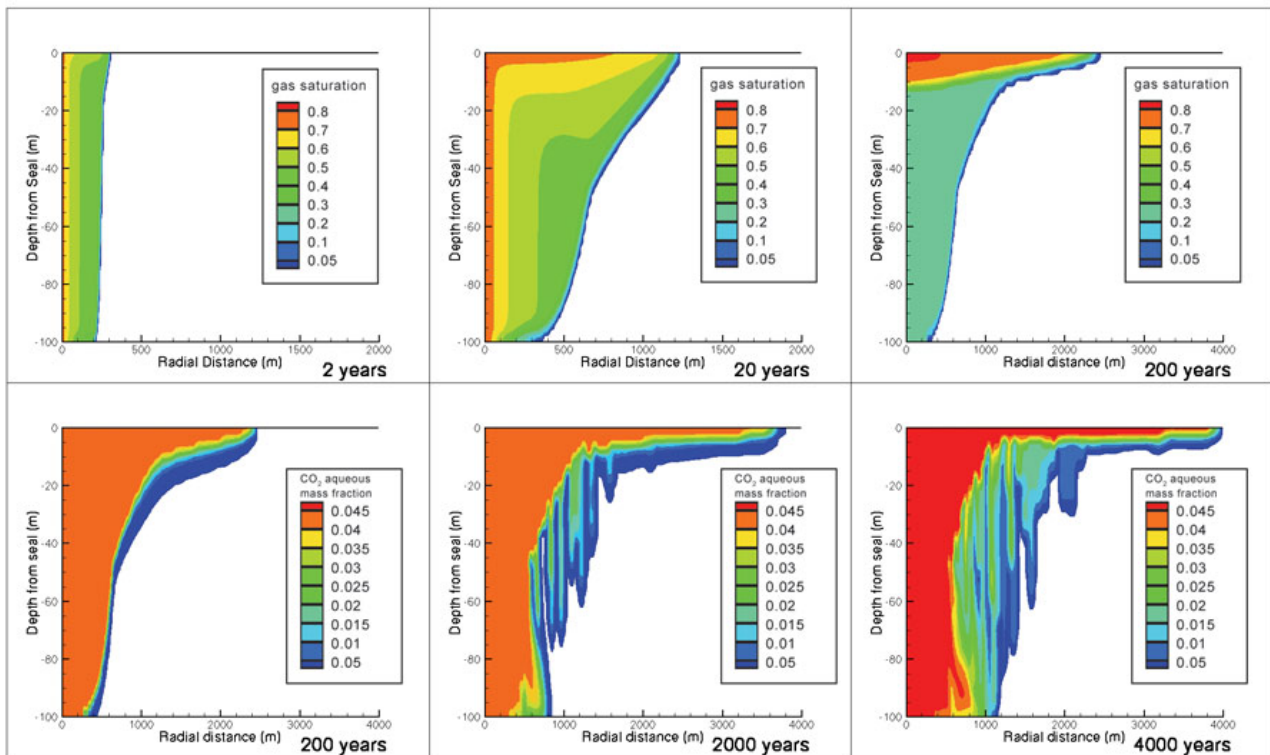 gas saturation
0.8
0.7
0.6
0.5
0.4
0.3
0.2
0.1
0.05
Depth from Seal (m)
0
-20
-40
-60
-80
-100
0 500 1000 1500 2000
Radial Distance (m)
2 years
gas saturation
0.8
0.7
0.6
0.5
0.4
0.3
0.2
0.1
0.05
Depth from Seal (m)
0
-20
-40
-60
-80
-100
0 500 1000 1500 2000
Radial Distance (m)
20 years
gas saturation
0.8
0.7
0.6
0.5
0.4
0.3
0.2
0.1
0.05
Depth from Seal (m)
0
-20
-40
-60
-80
-100
0 1000 2000 3000 4000
Radial distance (m)
200 years
CO₂ aqueous
mass fraction
0.045
0.04
0.035
0.03
0.025
0.02
0.015
0.01
0.05
Depth from seal (m)
0
-20
-40
-60
-80
-100
0 1000 2000 3000 4000
Radial distance (m)
200 years
CO₂ aqueous
mass fraction
0.045
0.04
0.035
0.03
0.025
0.02
0.015
0.01
0.05
Depth from seal (m)
0
-20
-40
-60
-80
-100
0 1000 2000 3000 4000
Radial distance (m)
2000 years
CO₂ aqueous
mass fraction
0.045
0.04
0.035
0.03
0.025
0.02
0.015
0.01
0.05
Depth from seal (m)
0
-20
-40
-60
-80
-100
0 1000 2000 3000 4000
Radial distance (m)
4000 years